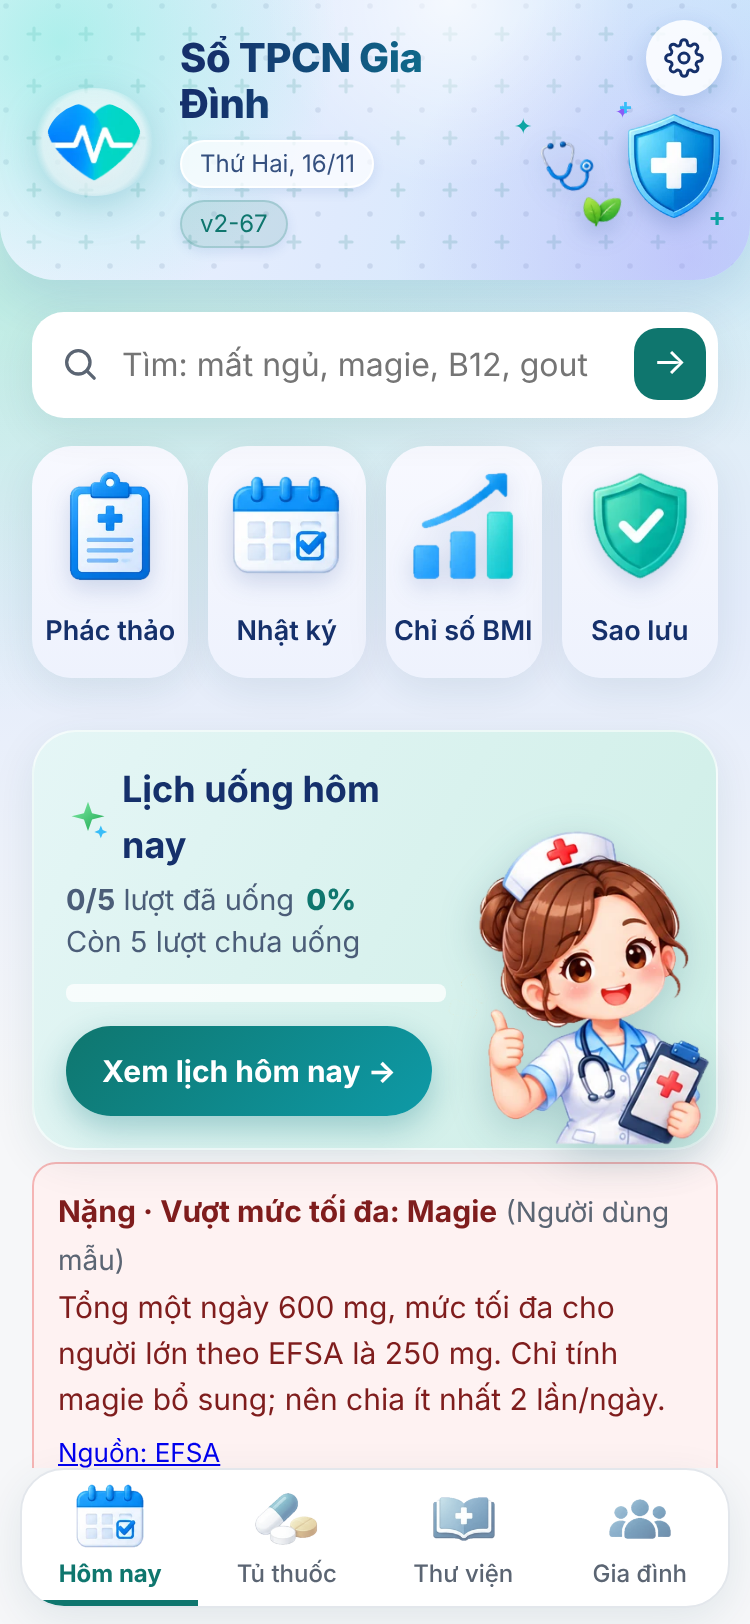 Sổ TPCN Gia
Đình
Thứ Hai, 16/11
v2-67
Tìm: mất ngủ, magie, B12, gout
Phác thảo
Nhật ký
Chỉ số BMI
Sao lưu
Lịch uống hôm
nay
0/5 lượt đã uống 0%
Còn 5 lượt chưa uống
Xem lịch hôm nay →
Nặng · Vượt mức tối đa: Magie (Người dùng
mẫu)
Tổng một ngày 600 mg, mức tối đa cho
người lớn theo EFSA là 250 mg. Chỉ tính
magie bổ sung; nên chia ít nhất 2 lần/ngày.
Nguồn: EFSA
Hôm nay
Tủ thuốc
Thư viện
Gia đình